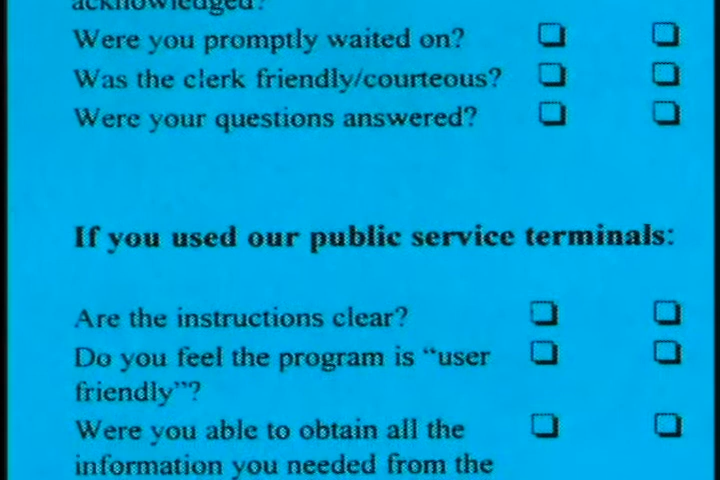 acknowledged?
Were you promptly waited on?
Was the clerk friendly/courteous?
Were your questions answered?
If you used our public service terminals:
Are the instructions clear?
Do you feel the program is “user
friendly”?
Were you able to obtain all the
information you needed from the